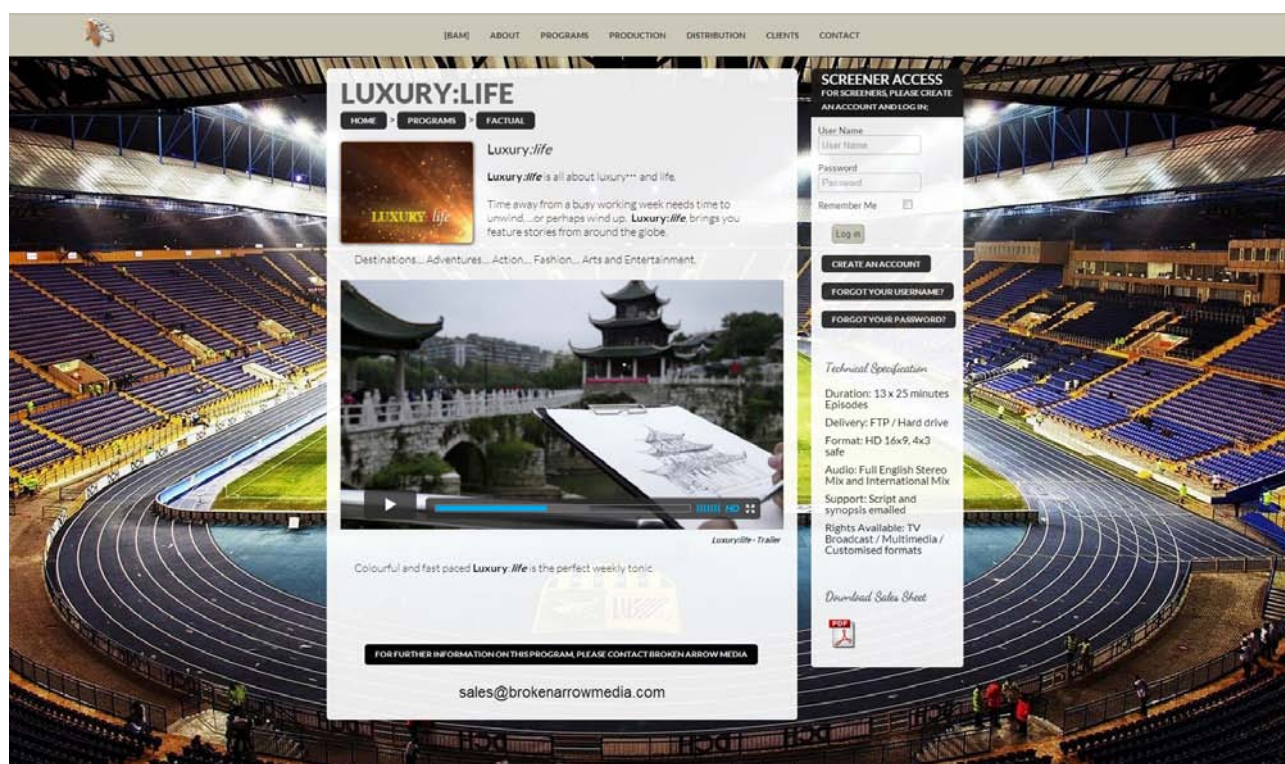 [BAM] ABOUT PROGRAMS PRODUCTION DISTRIBUTION CLIENTS CONTACT
LUXURY:LIFE
HOME > PROGRAMS > FACTUAL
LUXURY: life
Luxury:life
Luxury:life is all about luxury... and life.
Time away from a busy working week needs time to
unwind,...or perhaps wind up. Luxury:life, brings you
feature stories from around the globe.
Destinations... Adventures... Action... Fashion... Arts and Entertainment.
HD
Luxury:life - Trailer
Colourful and fast paced Luxury:life is the perfect weekly tonic
FOR FURTHER INFORMATION ON THIS PROGRAM, PLEASE CONTACT BROKEN ARROW MEDIA
sales@brokenarrowmedia.com
SCREENER ACCESS
FOR SCREENERS, PLEASE CREATE
AN ACCOUNT AND LOG IN;
User Name
User Name
Password
Password
Remember Me
Log in
CREATE AN ACCOUNT
FORGOT YOUR USERNAME?
FORGOT YOUR PASSWORD?
Technical Specification
Duration: 13 x 25 minutes
Episodes
Delivery: FTP / Hard drive
Format: HD 16x9, 4x3
safe
Audio: Full English Stereo
Mix and International Mix
Support: Script and
synopsis emailed
Rights Available: TV
Broadcast / Multimedia /
Customised formats
Download Sales Sheet
PDF